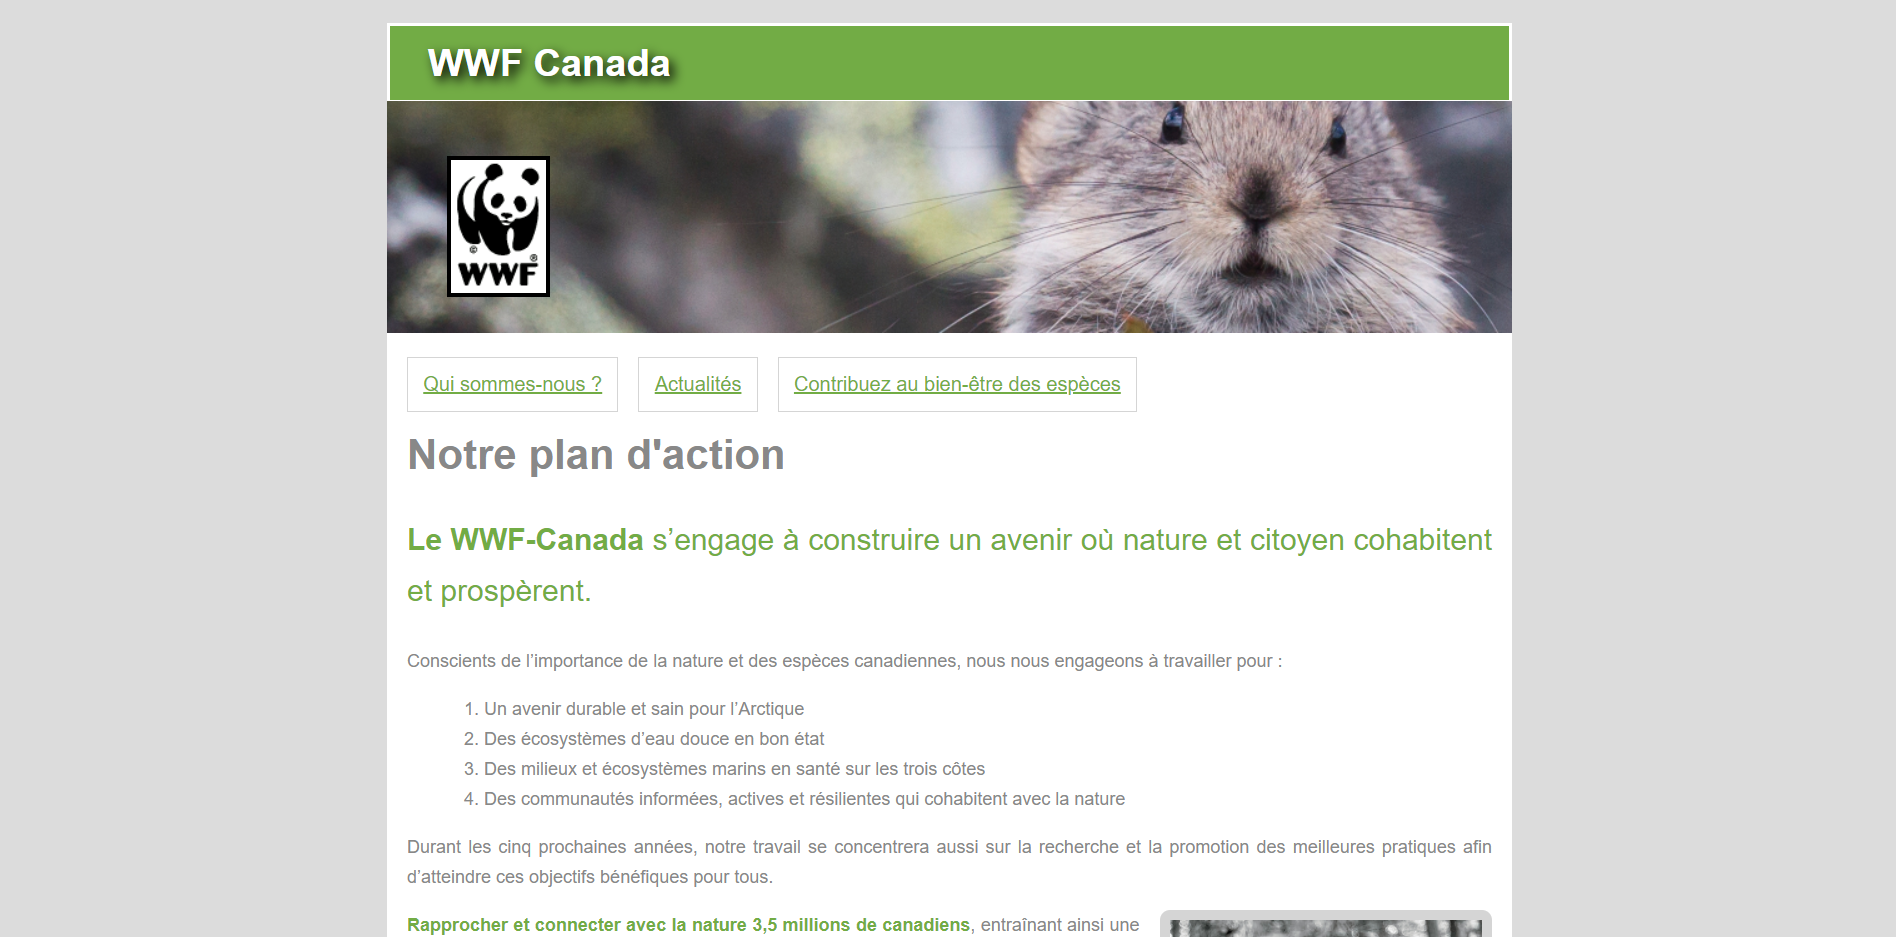 WWF Canada
©
®
WWF
Qui sommes-nous ? Actualités Contribuez au bien-être des espèces
Notre plan d'action
Le WWF-Canada s’engage à construire un avenir où nature et citoyen cohabitent
et prospèrent.
Conscients de l’importance de la nature et des espèces canadiennes, nous nous engageons à travailler pour :
1. Un avenir durable et sain pour l’Arctique
2. Des écosystèmes d’eau douce en bon état
3. Des milieux et écosystèmes marins en santé sur les trois côtes
4. Des communautés informées, actives et résilientes qui cohabitent avec la nature
Durant les cinq prochaines années, notre travail se concentrera aussi sur la recherche et la promotion des meilleures pratiques afin
d’atteindre ces objectifs bénéfiques pour tous.
Rapprocher et connecter avec la nature 3,5 millions de canadiens, entraînant ainsi une